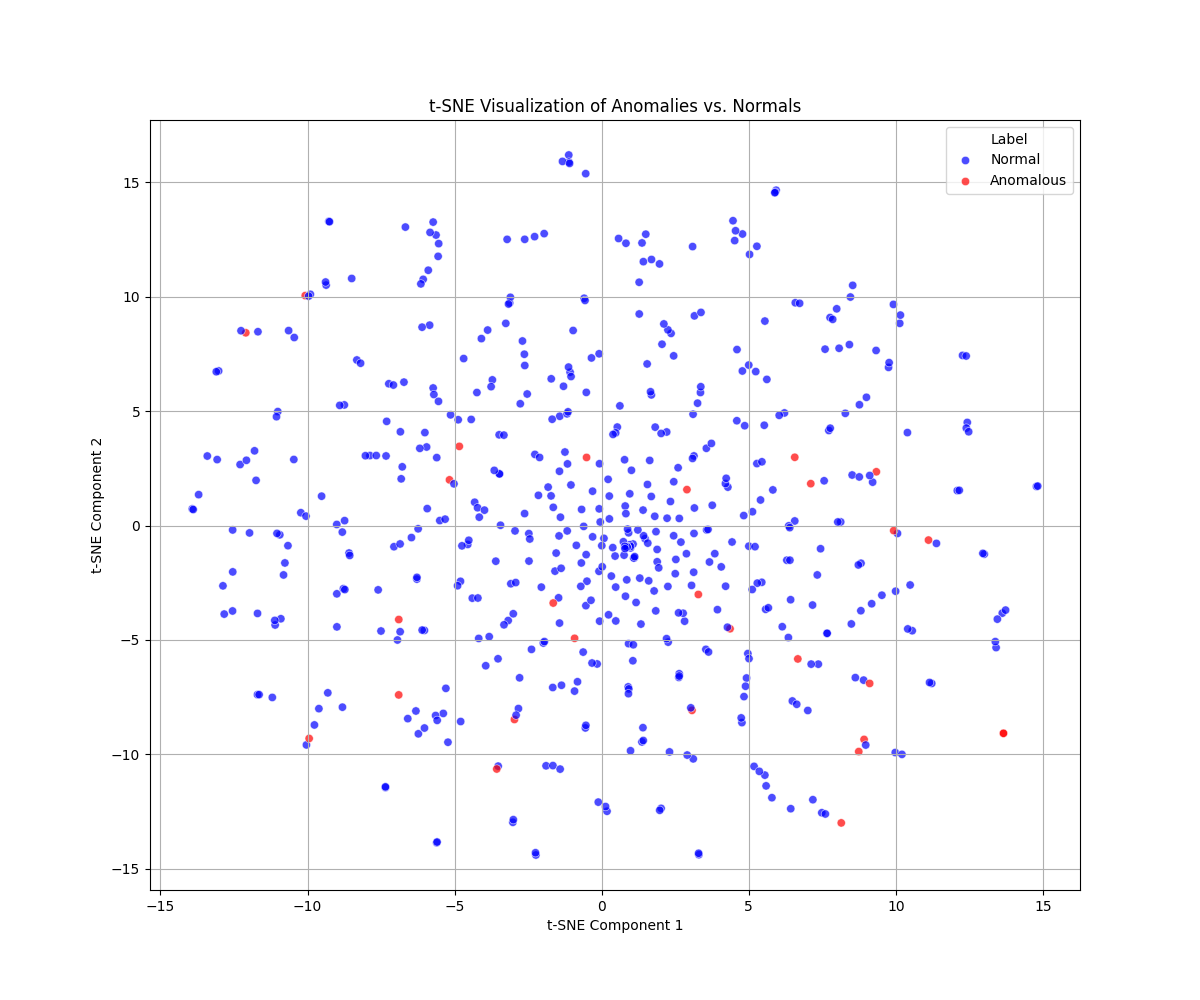 t-SNE Visualization of Anomalies vs. Normals
Label
Normal
Anomalous
15
10
5
0
−5
−10
−15
t-SNE Component 2
−15
−10
−5
0
5
10
15
t-SNE Component 1